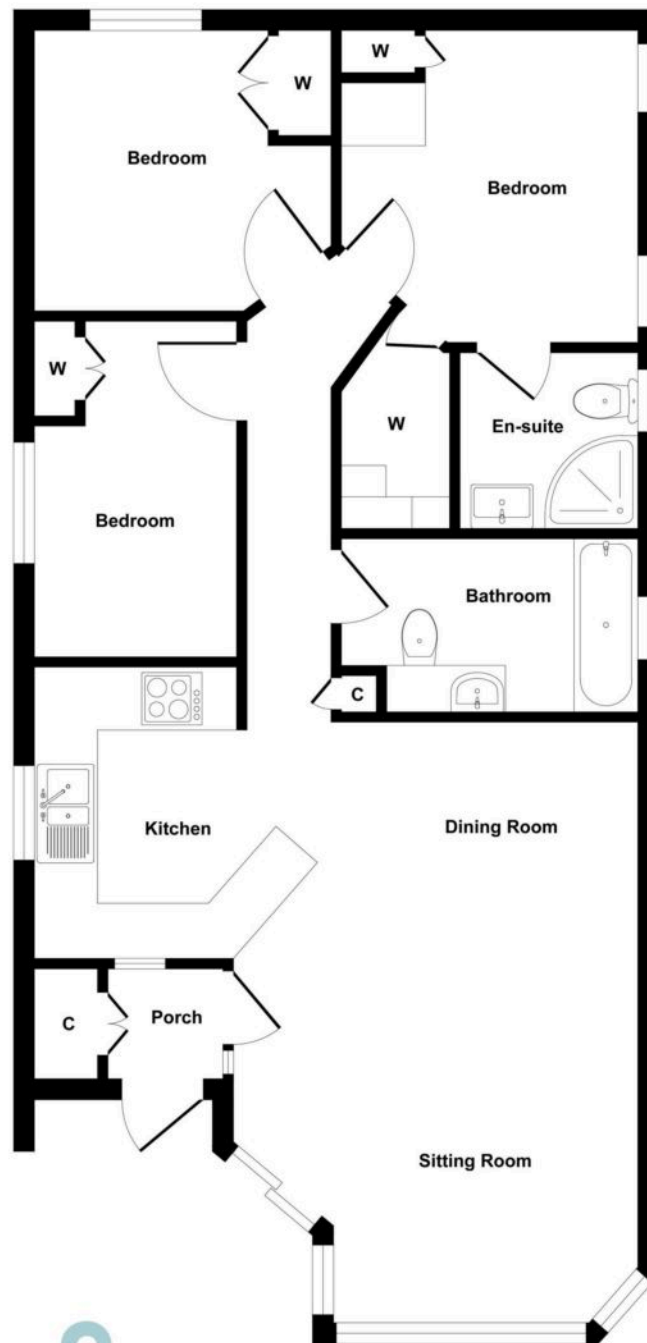 W
W
Bedroom
Bedroom
W
W
En-suite
Bedroom
Bathroom
C
Kitchen
Dining Room
C
Porch
Sitting Room